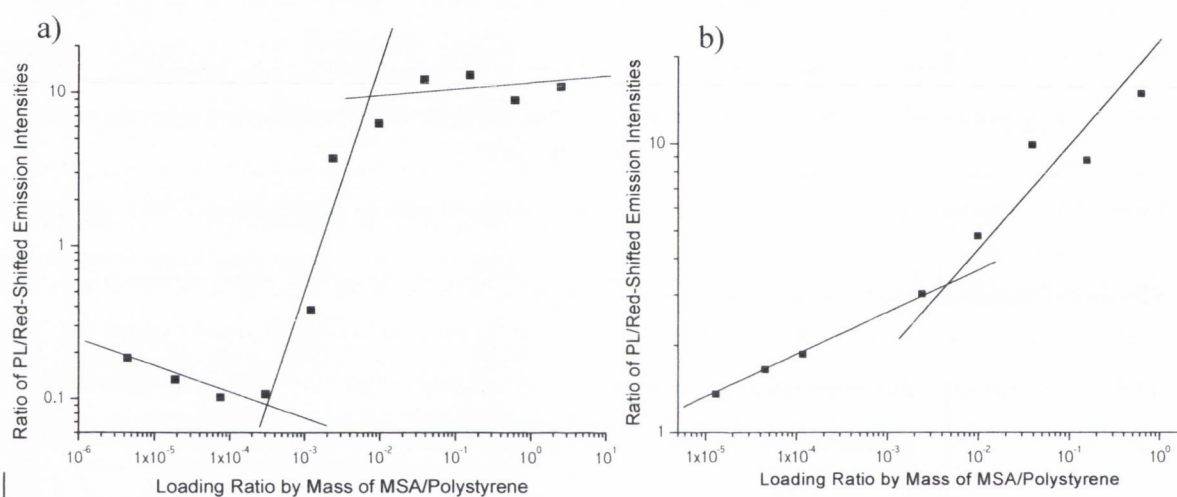 a)
Ratio of PL/Red-Shifted Emission Intensities
10
1
0.1
10⁻⁶ 1x10⁻⁵ 1x10⁻⁴ 10⁻³ 10⁻² 10⁻¹ 10⁰ 10¹
Loading Ratio by Mass of MSA/Polystyrene
b)
Ratio of PL/Red-Shifted Emission Intensities
10
1
1x10⁻⁵ 1x10⁻⁴ 10⁻³ 10⁻² 10⁻¹ 10⁰
Loading Ratio by Mass of MSA/Polystyrene